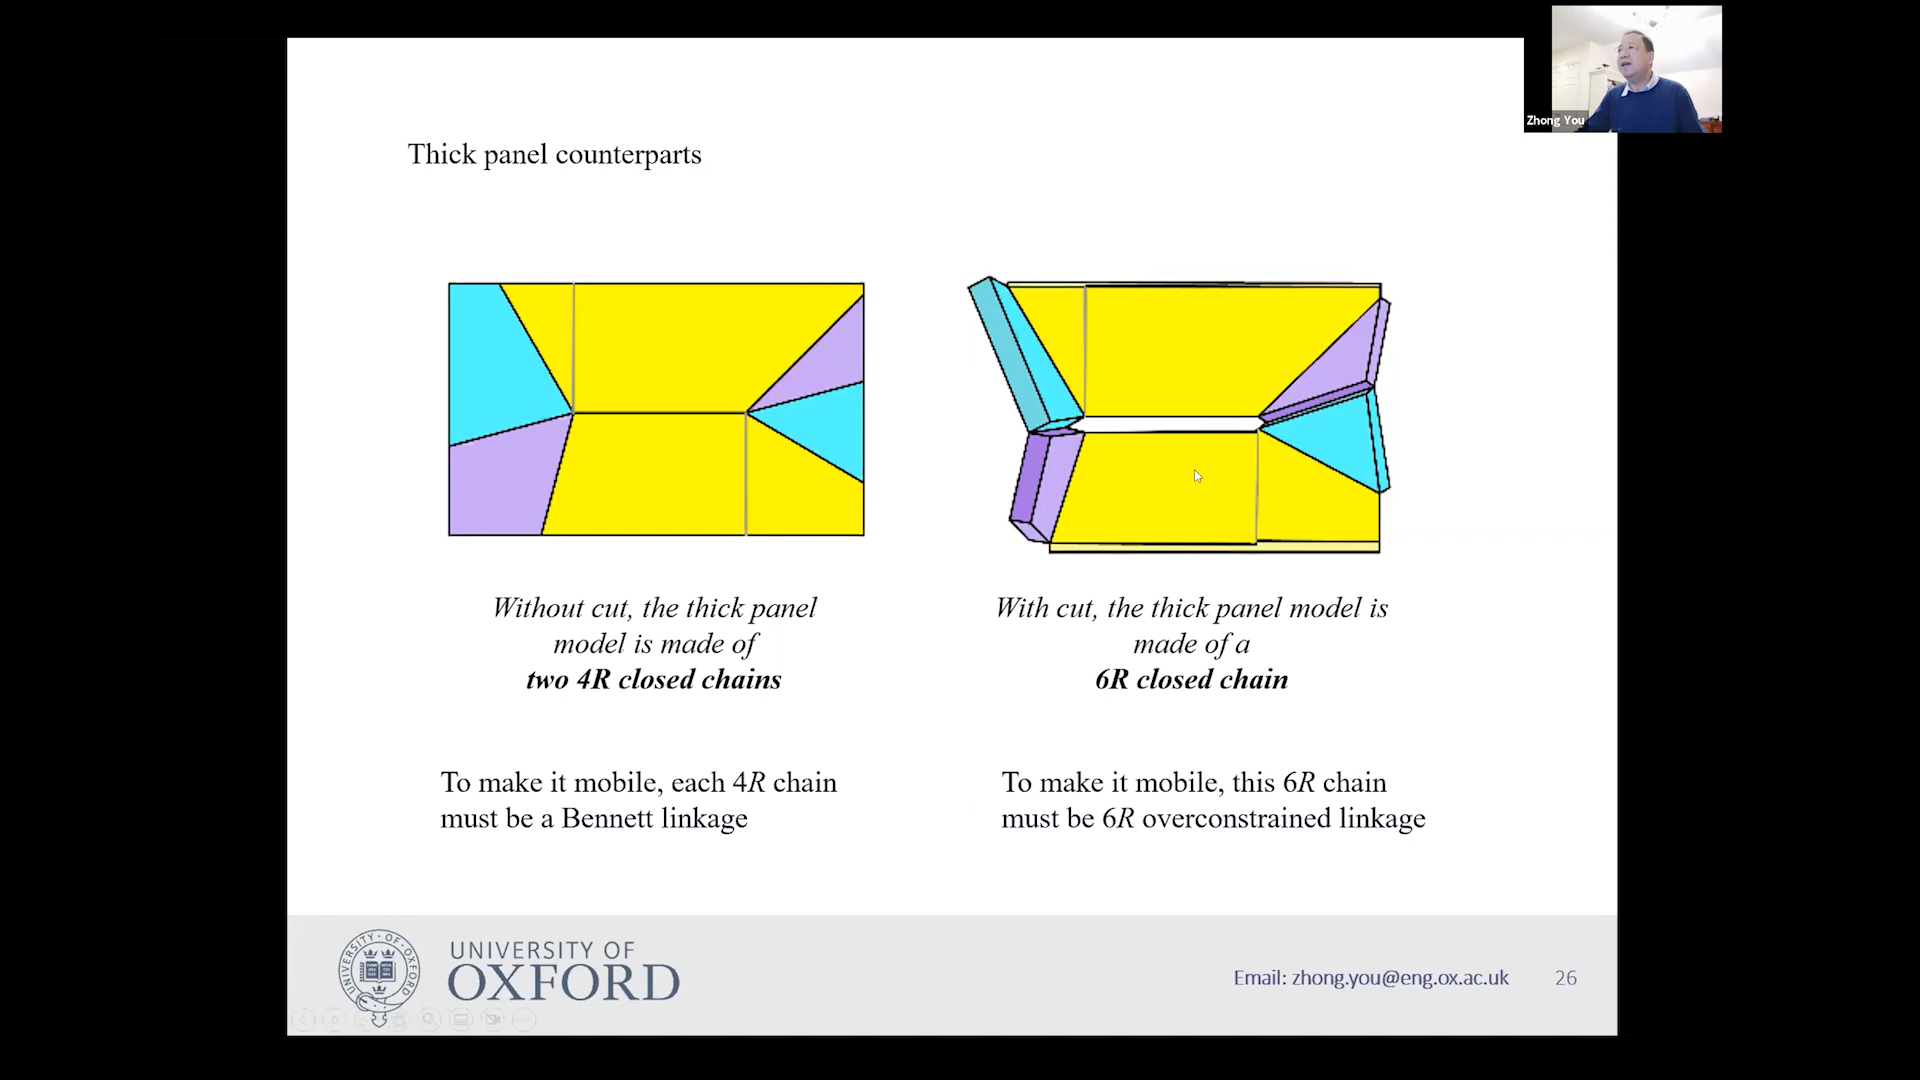 Zhong You
Thick panel counterparts
Without cut, the thick panel
model is made of
two 4R closed chains
With cut, the thick panel model is
made of a
6R closed chain
To make it mobile, each 4R chain
must be a Bennett linkage
To make it mobile, this 6R chain
must be 6R overconstrained linkage
UNIVERSITY OF
OXFORD
UNIVERSITY OF OXFORD
Email: zhong.you@eng.ox.ac.uk
26